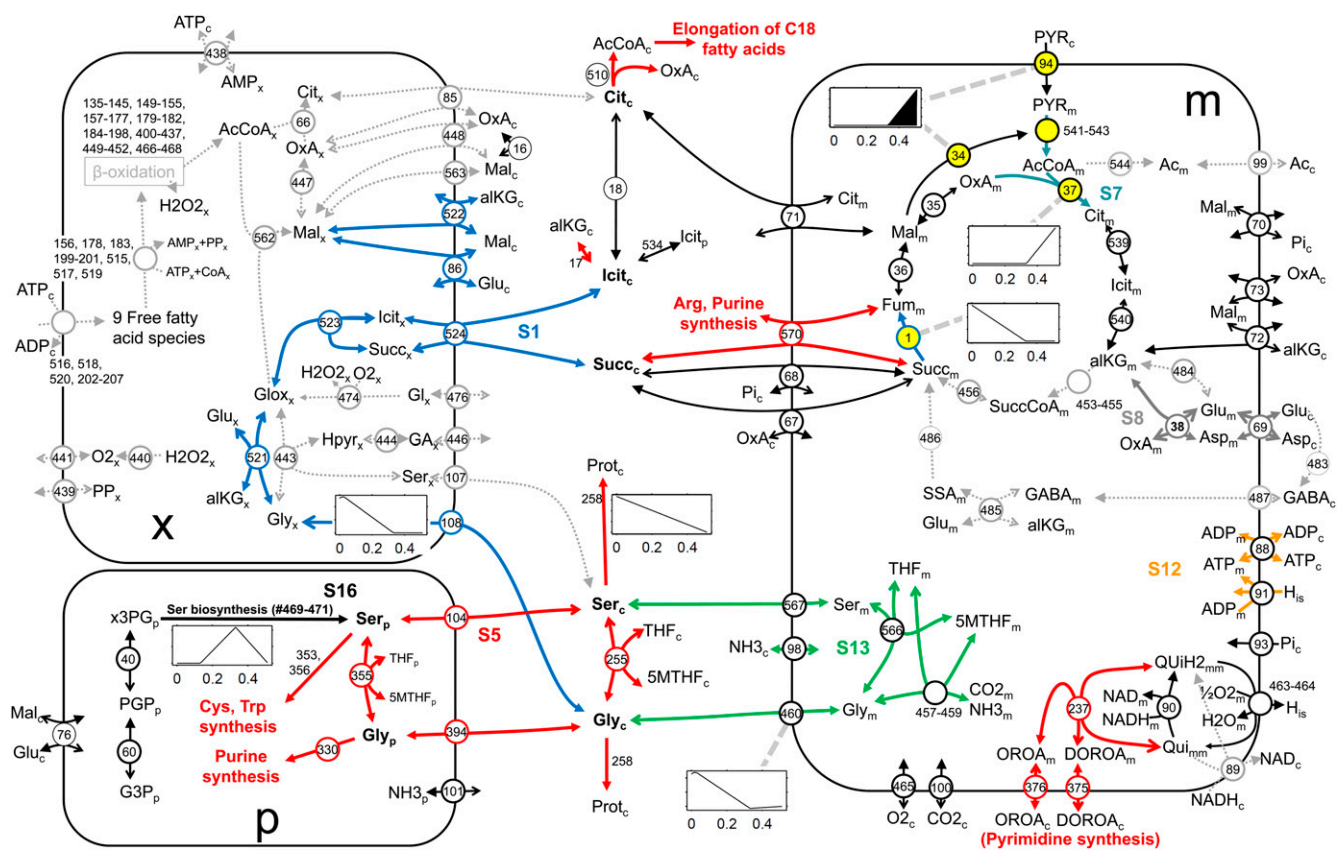 ATPc
438
AMPx
135-145, 149-155,
157-177, 179-182,
184-198, 400-437,
449-452, 466-468
β-oxidation
H2O2x
AcCoAx
Citx
66
OxAx
447
562
Malx
85
448
563
OxAc
16
Malc
522
alKGc
Malc
86
Gluc
156, 178, 183,
199-201, 515,
517, 519
AMPx+PPx
ATPx+CoAx
ATPc
ADPc
9 Free fatty
acid species
516, 518,
520, 202-207
523
Icitx
Succx
524
S1
H2O2x
O2x
474
Gloxx
Glx
476
Glux
Hpyrx
444
GAx
446
441
O2x
440
H2O2x
521
443
Serx
107
439
PPx
alKGx
Glyx
0 0.2 0.4
108
x
Elongation of C18
fatty acids
AcCoAc
510
OxAc
Citc
18
alKGc
17
534
Icitp
Icitc
Arg, Purine
synthesis
570
Succc
68
Pic
67
OxAc
Protc
258
0 0.2 0.4
Serc
THFc
255
5MTHFc
Glyc
258
Protc
S16
Ser biosynthesis (#469-471)
x3PGp
Serp
104
S5
0 0.2 0.4
353,
356
THFp
355
5MTHFp
40
PGPp
Cys, Trp
synthesis
Glyp
394
Malc
76
Gluc
60
330
Purine
synthesis
G3Pp
NH3p
101
p
PYRc
94
m
PYRm
541-543
34
AcCoAm
544
Acm
99
Acc
0 0.2 0.4
OxAm
37
S7
35
Citm
71
Citm
Malm
539
Malm
70
Pic
36
0 0.2 0.4
Icitm
OxAc
73
Malm
Fumm
540
1
0 0.2 0.4
72
alKGc
Succm
alKGm
456
484
SuccCoAm
453-455
S8
Glum
Gluc
38
69
OxAm
Aspm
Aspc
486
483
SSAm
GABAm
487
GABAc
485
Glum
alKGm
ADPm
ADPc
88
ATPm
ATPc
S12
THFm
91
His
ADPm
567
Serm
566
5MTHFm
NH3c
98
S13
93
Pic
CO2m
NH3m
457-459
460
Glym
QUiH2mm
463-464
NADm
½O2m
237
90
His
NADHm
H2Om
Quimm
OROAm
DOROAm
89
NADc
NADHc
0 0.2 0.4
465
100
376
375
O2c
CO2c
OROAc
DOROAc
(Pyrimidine synthesis)